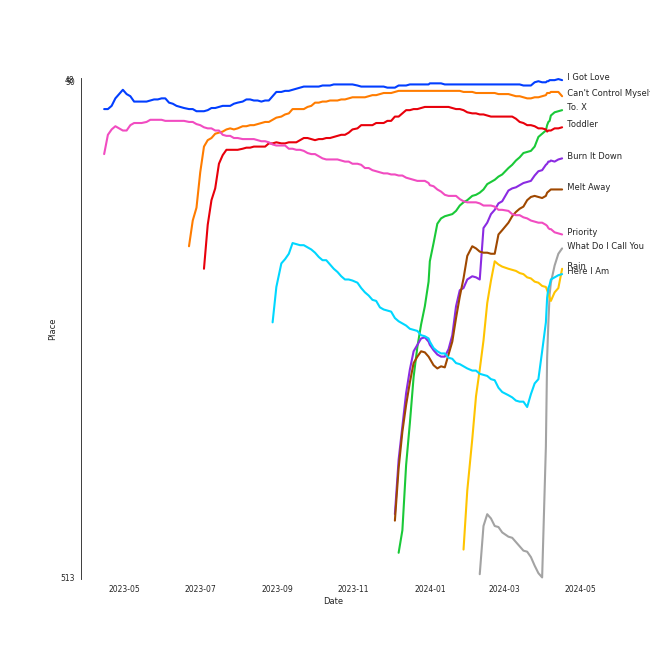 I Got Love
Can't Control Mysel
To. X
Toddler
Burn It Down
Melt Away
Priority
What Do I Call You
Rain
Here I Am
Place
513
2023-05
2023-07
2023-09
2023-11
2024-01
2024-03
2024-05
Date